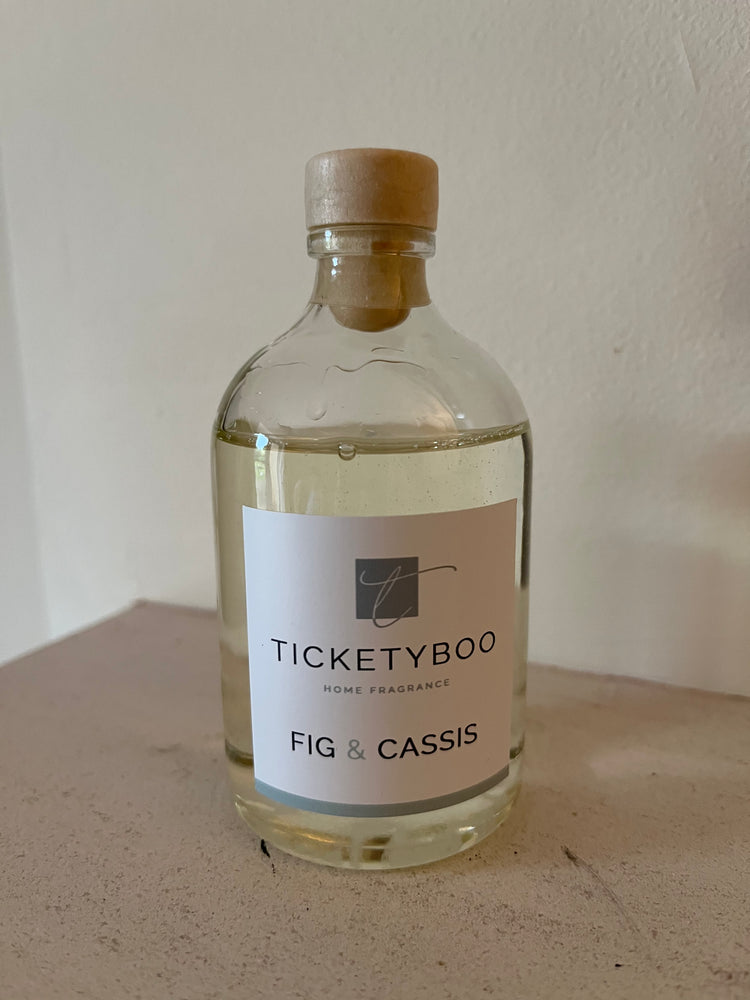 t
TICKETYBOO
HOME FRAGRANCE
FIG & CASSIS